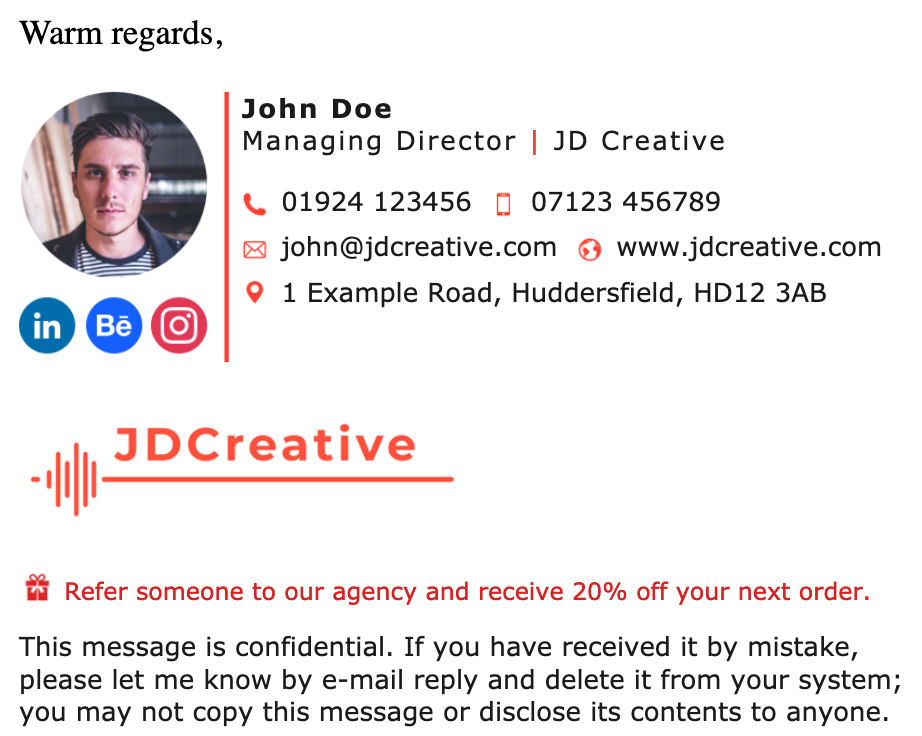 Warm regards,
John Doe
Managing Director | JD Creative
01924 123456 07123 456789
john@jdcreative.com www.jdcreative.com
1 Example Road, Huddersfield, HD12 3AB
in Bē
JDCreative
Refer someone to our agency and receive 20% off your next order.
This message is confidential. If you have received it by mistake,
please let me know by e-mail reply and delete it from your system;
you may not copy this message or disclose its contents to anyone.